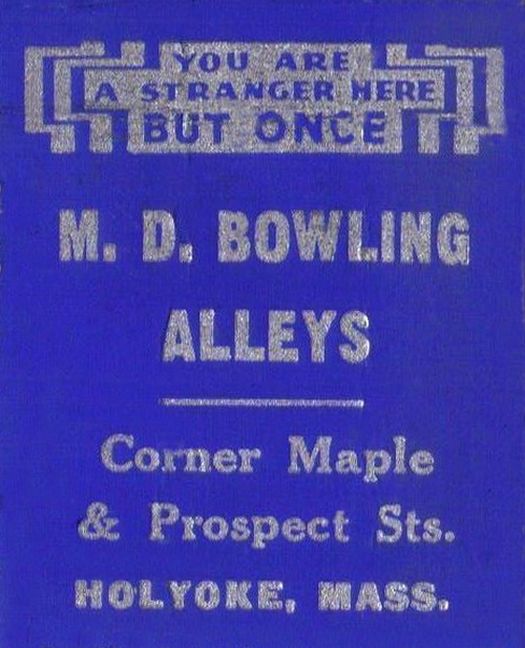 YOU ARE
A STRANGER HERE
BUT ONCE
M. D. BOWLING
ALLEYS
Corner Maple
& Prospect Sts.
HOLYOKE, MASS.